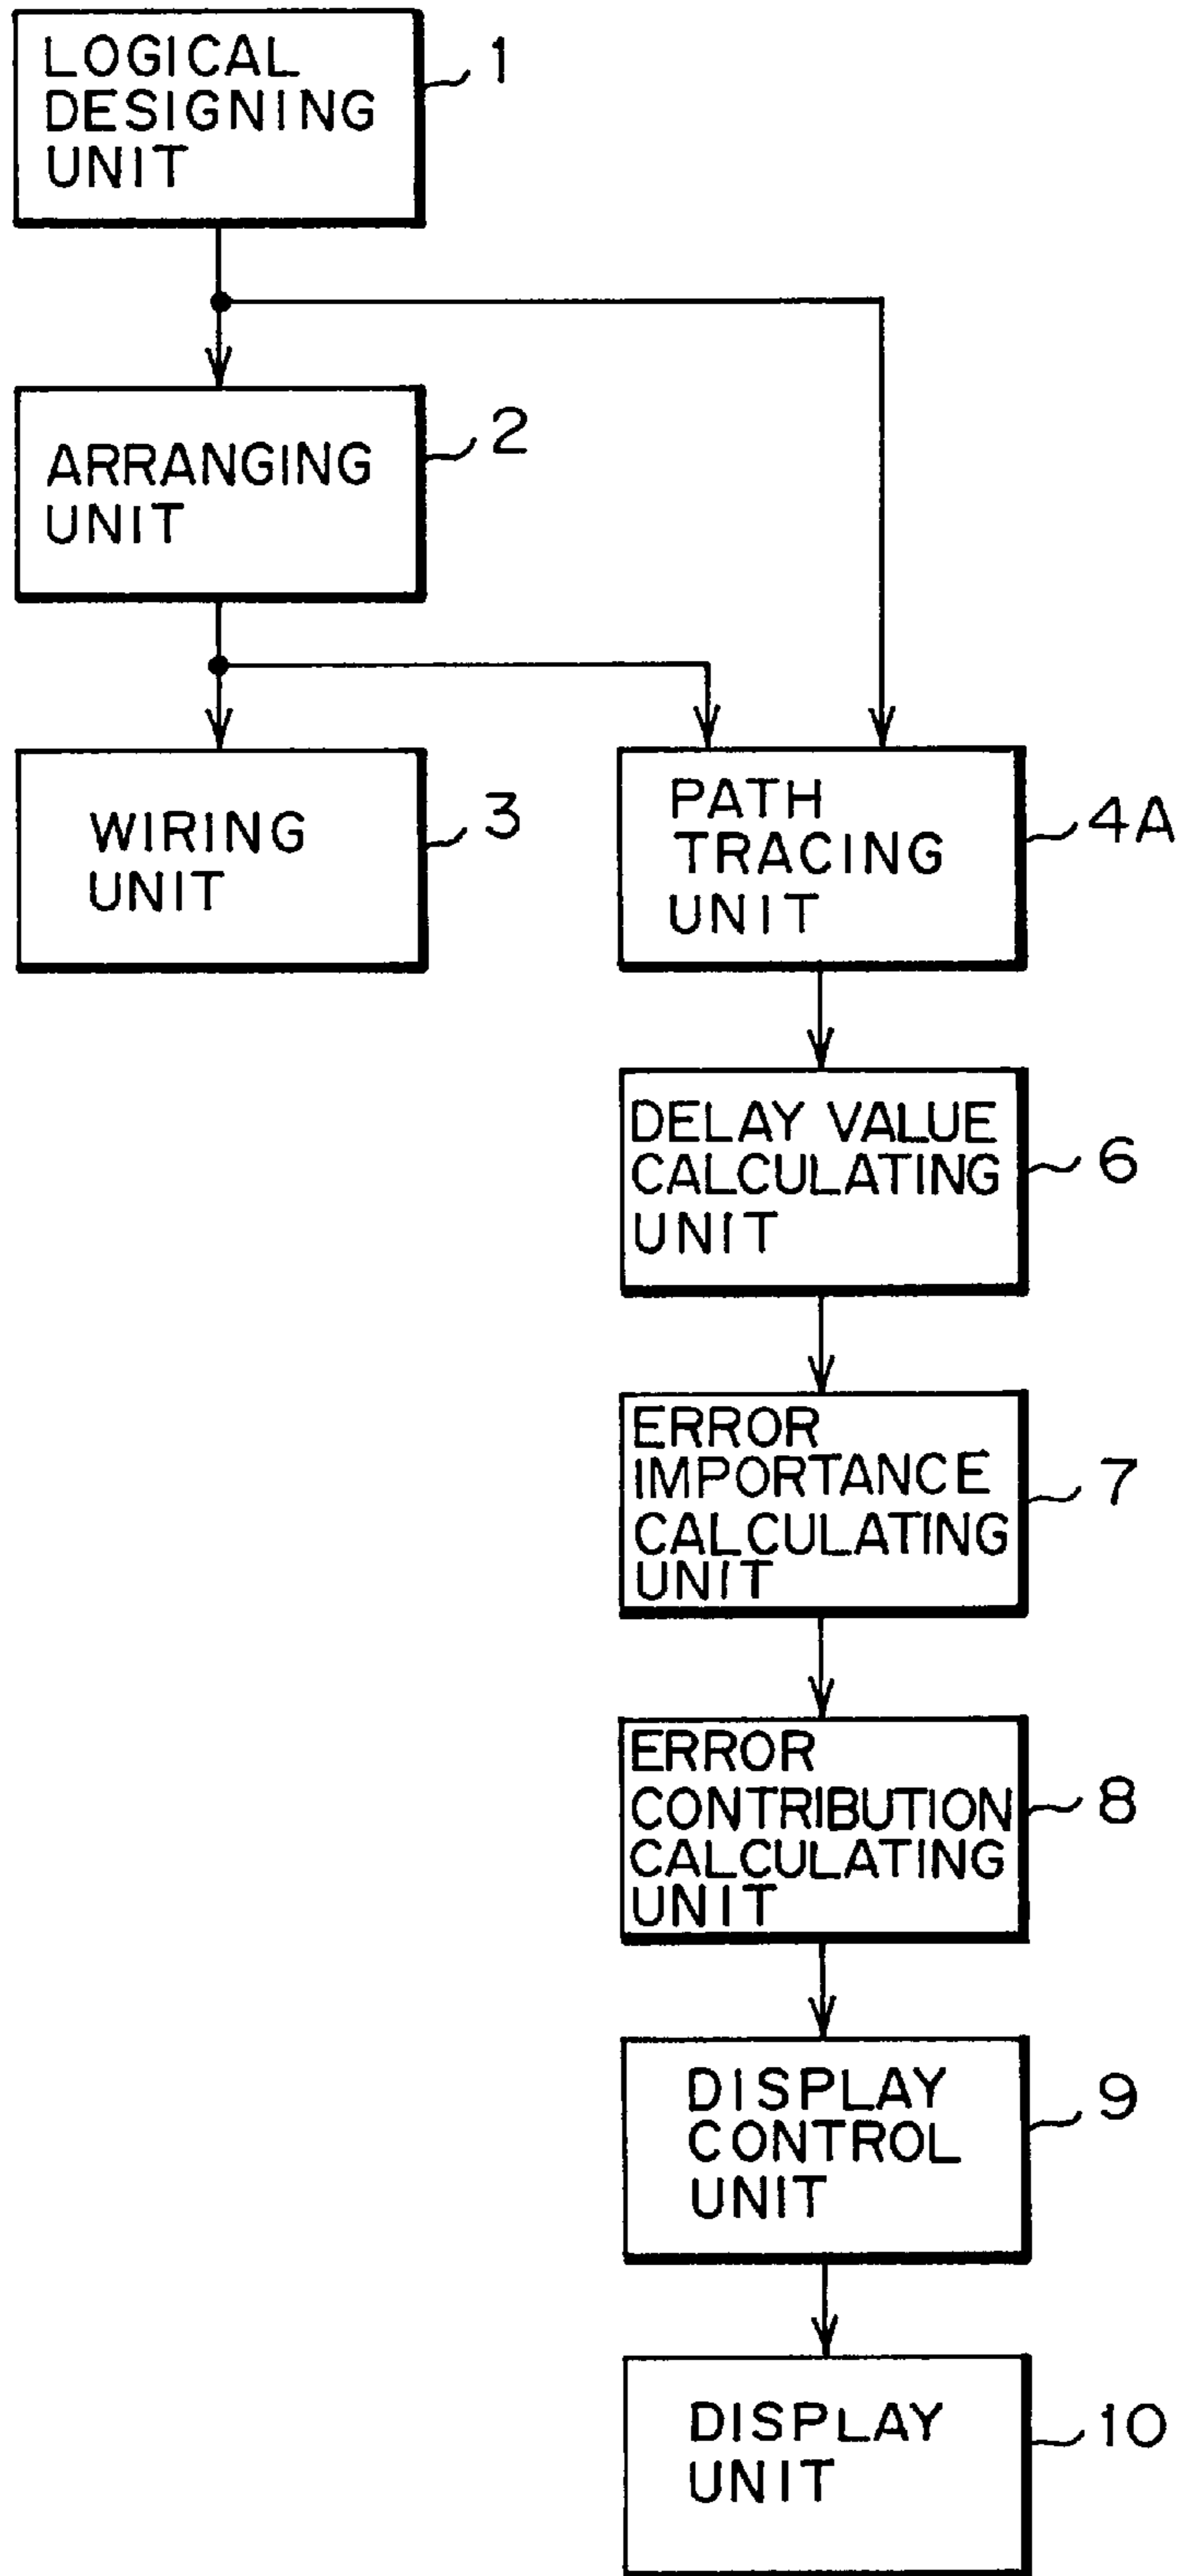 LOGICAL
DESIGNING
UNIT
1
ARRANGING
UNIT
2
WIRING
UNIT
3
PATH
TRACING
UNIT
4A
DELAY VALUE
CALCULATING
UNIT
6
ERROR
IMPORTANCE
CALCULATING
UNIT
7
ERROR
CONTRIBUTION
CALCULATING
UNIT
8
DISPLAY
CONTROL
UNIT
9
DISPLAY
UNIT
10